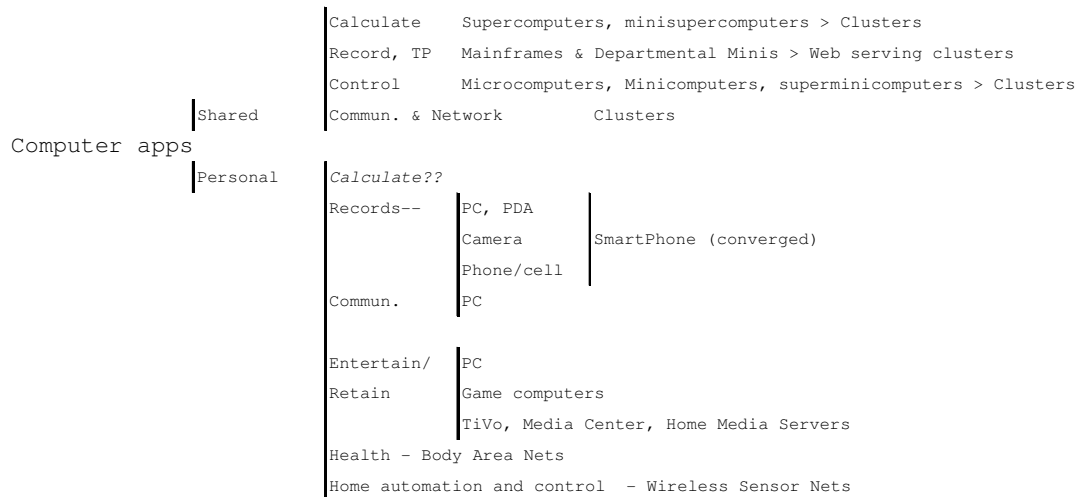 Calculate Supercomputers, minisupercomputers > Clusters
Record, TP Mainframes & Departmental Minis > Web serving clusters
Control Microcomputers, Minicomputers, superminicomputers > Clusters
Shared Commun. & Network Clusters
Computer apps
Personal Calculate??
Records-- PC, PDA
Camera SmartPhone (converged)
Phone/cell
Commun. PC
Entertain/ PC
Retain Game computers
TiVo, Media Center, Home Media Servers
Health - Body Area Nets
Home automation and control - Wireless Sensor Nets